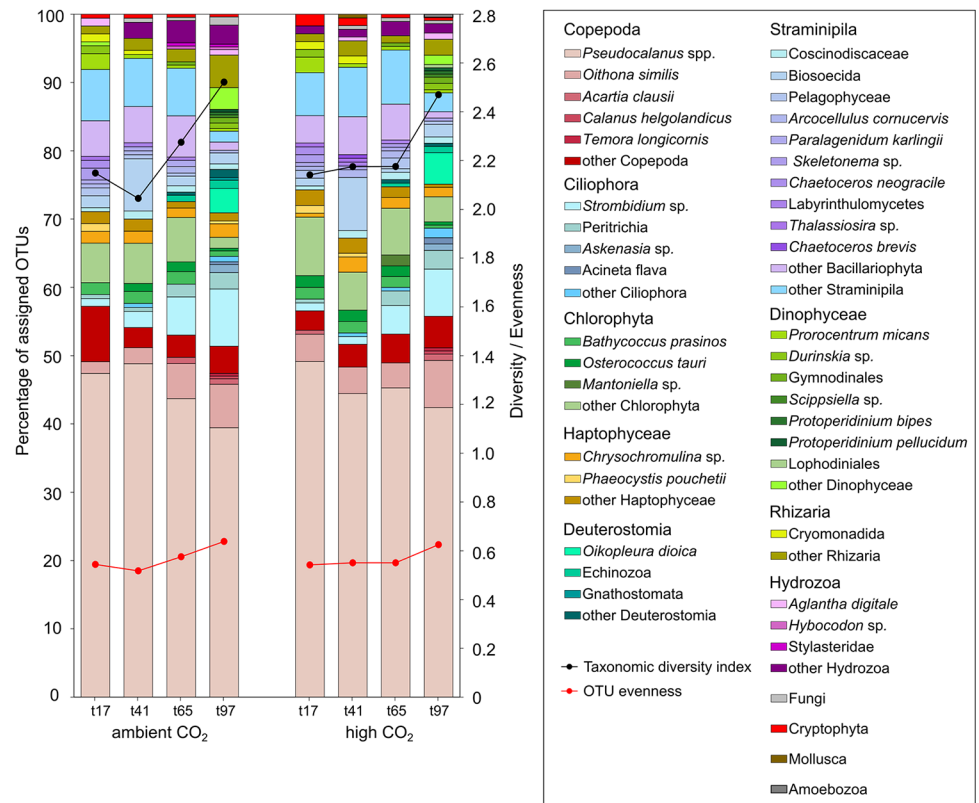 Percentage of assigned OTUs
100
90
80
70
60
50
40
30
20
10
0
2.8
2.6
2.4
2.2
2.0
1.8
1.6
1.4
1.2
1.0
0.8
0.6
0.4
0.2
0
Diversity / Evenness
t17 t41 t65 t97 t17 t41 t65 t97
ambient CO₂ high CO₂
Copepoda
Pseudocalanus spp.
Oithona similis
Acartia clausii
Calanus helgolandicus
Temora longicornis
other Copepoda
Ciliophora
Strombidium sp.
Peritrichia
Askenasia sp.
Acineta flava
other Ciliophora
Chlorophyta
Bathycoccus prasinos
Osterococcus tauri
Mantoniella sp.
other Chlorophyta
Haptophyceae
Chrysochromulina sp.
Phaeocystis pouchetii
other Haptophyceae
Deuterostomia
Oikopleura dioica
Echinozoa
Gnathostomata
other Deuterostomia
Taxonomic diversity index
OTU evenness
Straminipila
Coscinodiscaceae
Biosoecida
Pelagophyceae
Arcocellulus cornucervis
Paralagenidum karlingii
Skeletonema sp.
Chaetoceros neogracile
Labyrinthulomycetes
Thalassiosira sp.
Chaetoceros brevis
other Bacillariophyta
other Straminipila
Dinophyceae
Prorocentrum micans
Durinskia sp.
Gymnodinales
Scippsiella sp.
Protoperidinium bipes
Protoperidinium pellucidum
Lophodiniales
other Dinophyceae
Rhizaria
Cryomonadida
other Rhizaria
Hydrozoa
Aglantha digitale
Hybocodon sp.
Stylasteridae
other Hydrozoa
Fungi
Cryptophyta
Mollusca
Amoebozoa